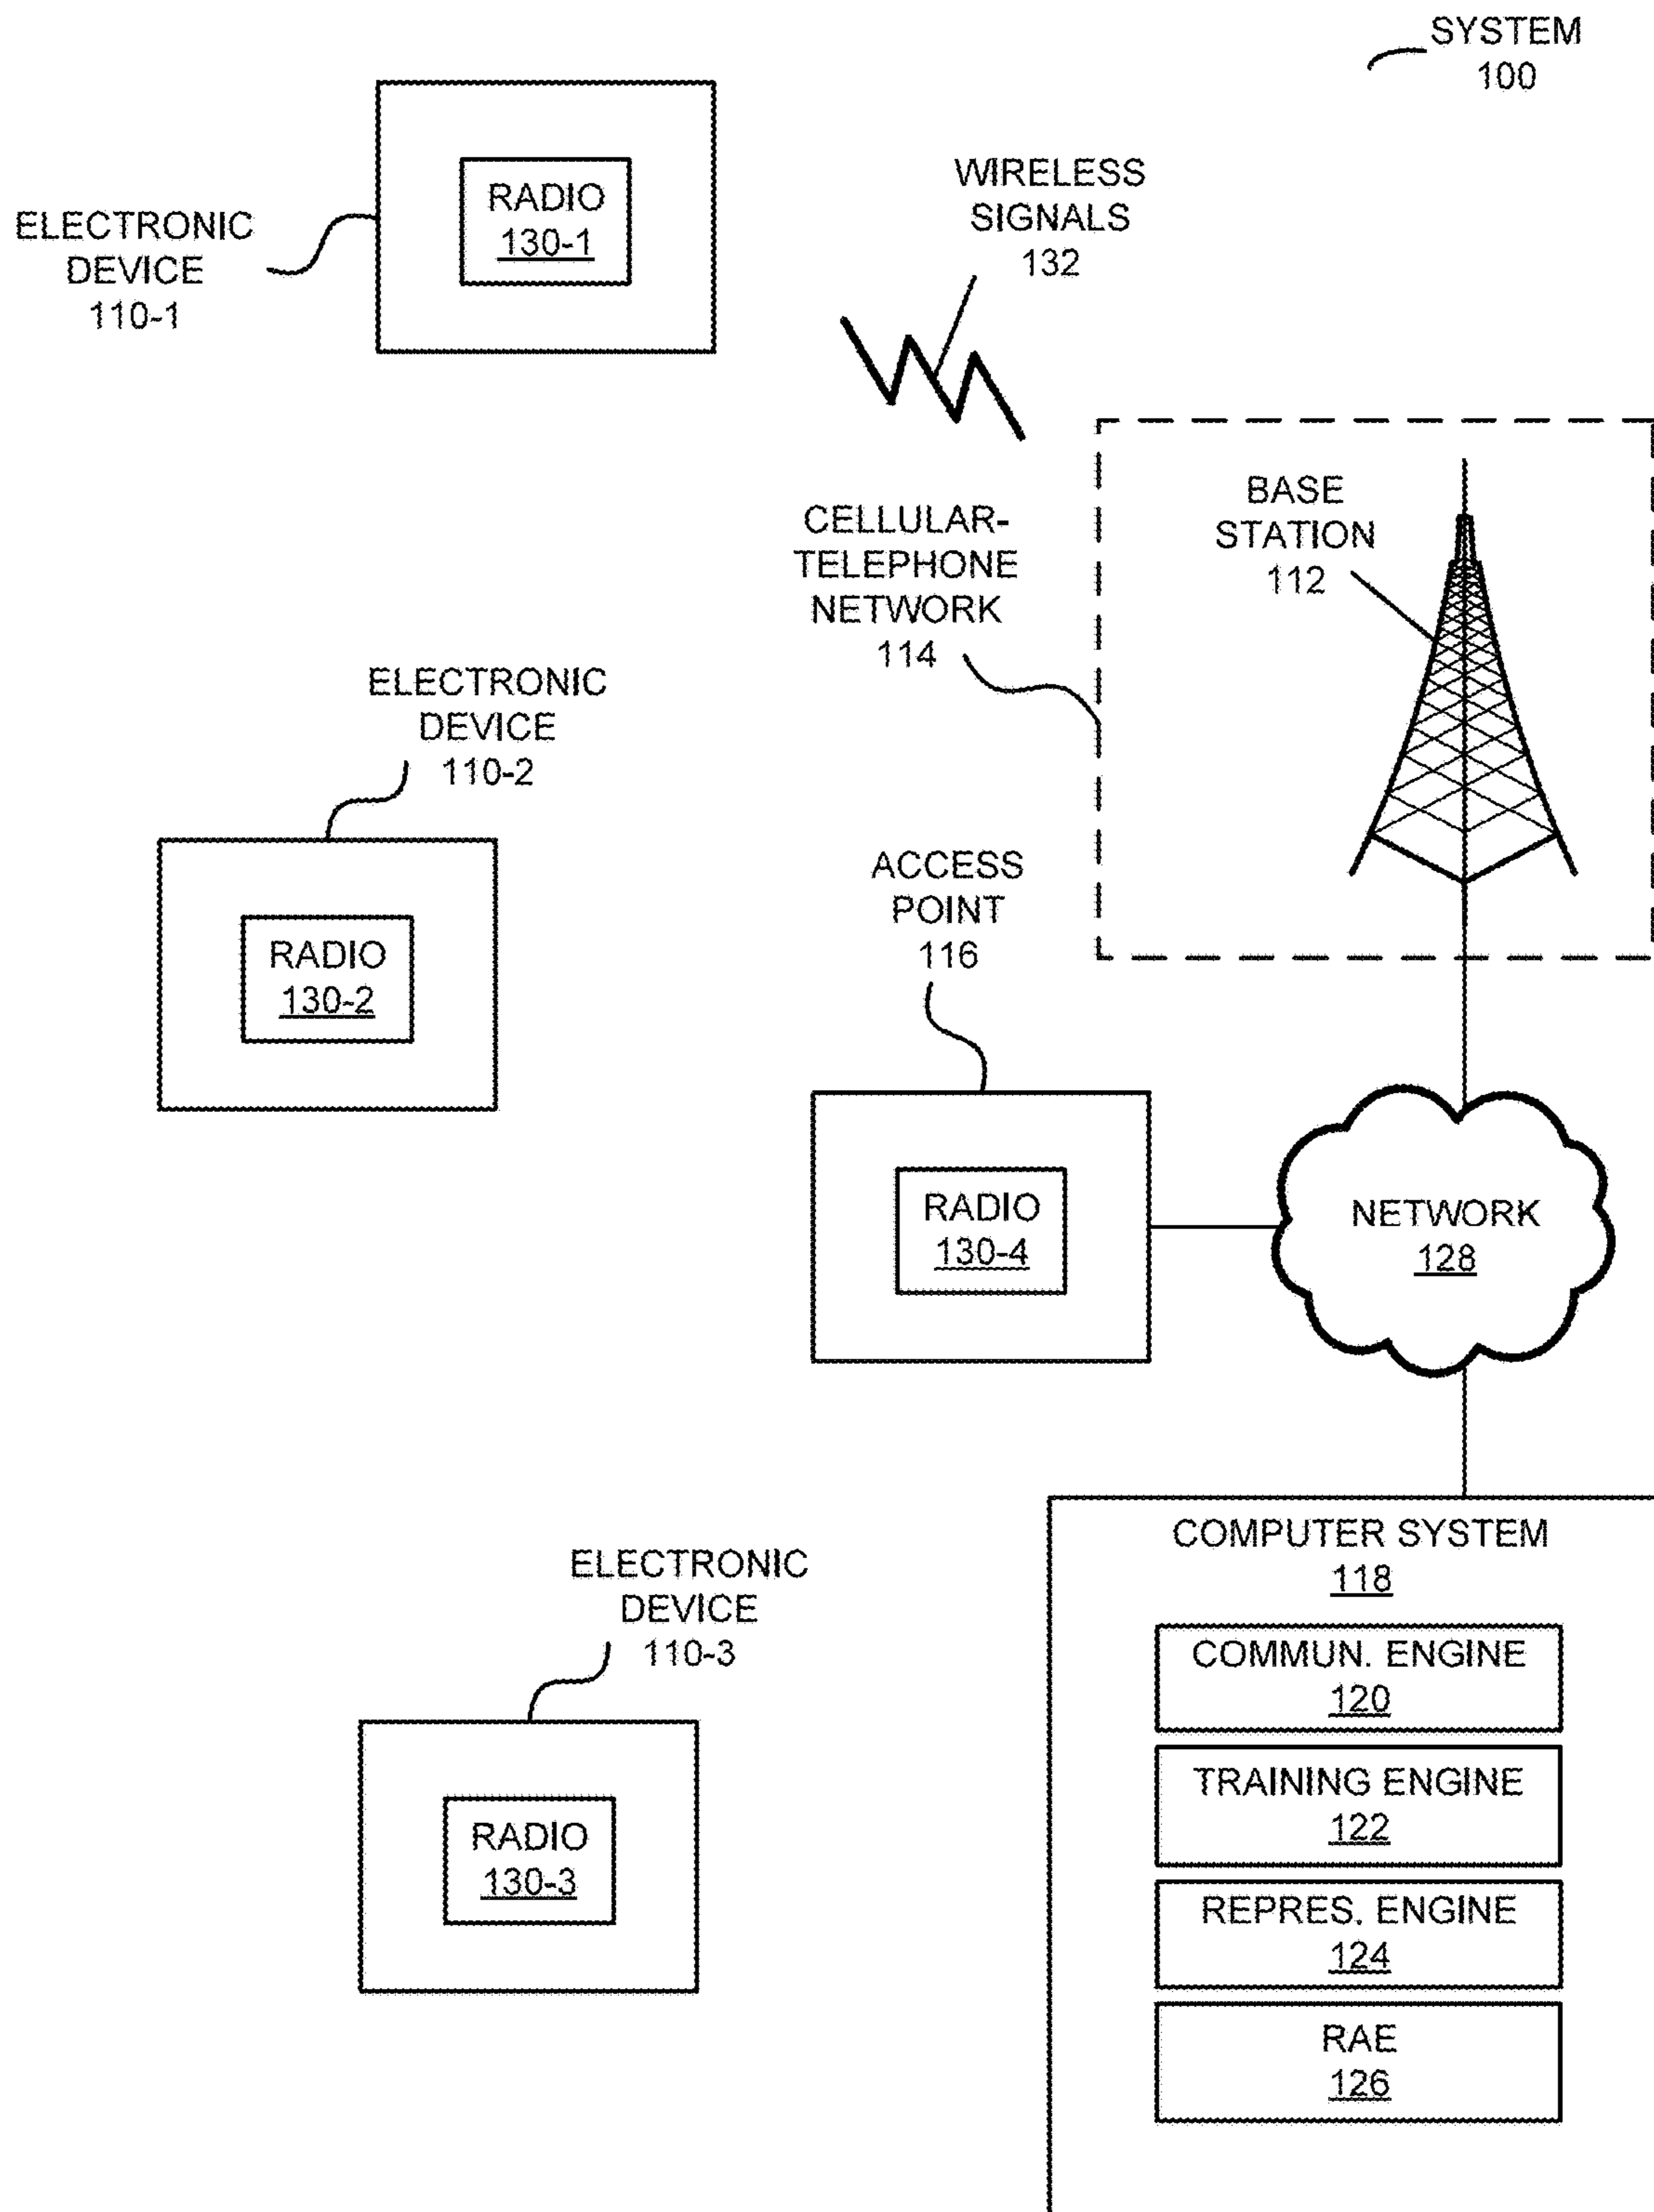 SYSTEM
100
WIRELESS
SIGNALS
132
RADIO
130-1
ELECTRONIC
DEVICE
110-1
BASE
STATION
112
CELLULAR-
TELEPHONE
NETWORK
114
ELECTRONIC
DEVICE
110-2
ACCESS
POINT
116
RADIO
130-2
RADIO
130-4
NETWORK
128
COMPUTER SYSTEM
118
ELECTRONIC
DEVICE
110-3
COMMUN. ENGINE
120
TRAINING ENGINE
122
RADIO
130-3
REPRES. ENGINE
124
RAE
126